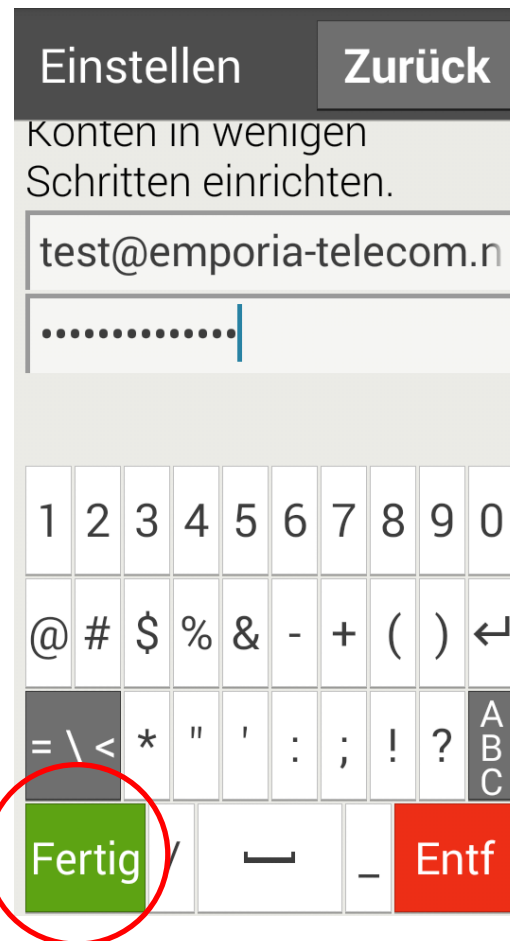 Einstellen Zurück
Konten in wenigen
Schritten einrichten.
test@emporia-telecom.n
••••••••••••••
1 2 3 4 5 6 7 8 9 0
@ # $ % & - + ( ) ↵
= \ < * " ' : ; ! ? ABC
Fertig / _ Entf